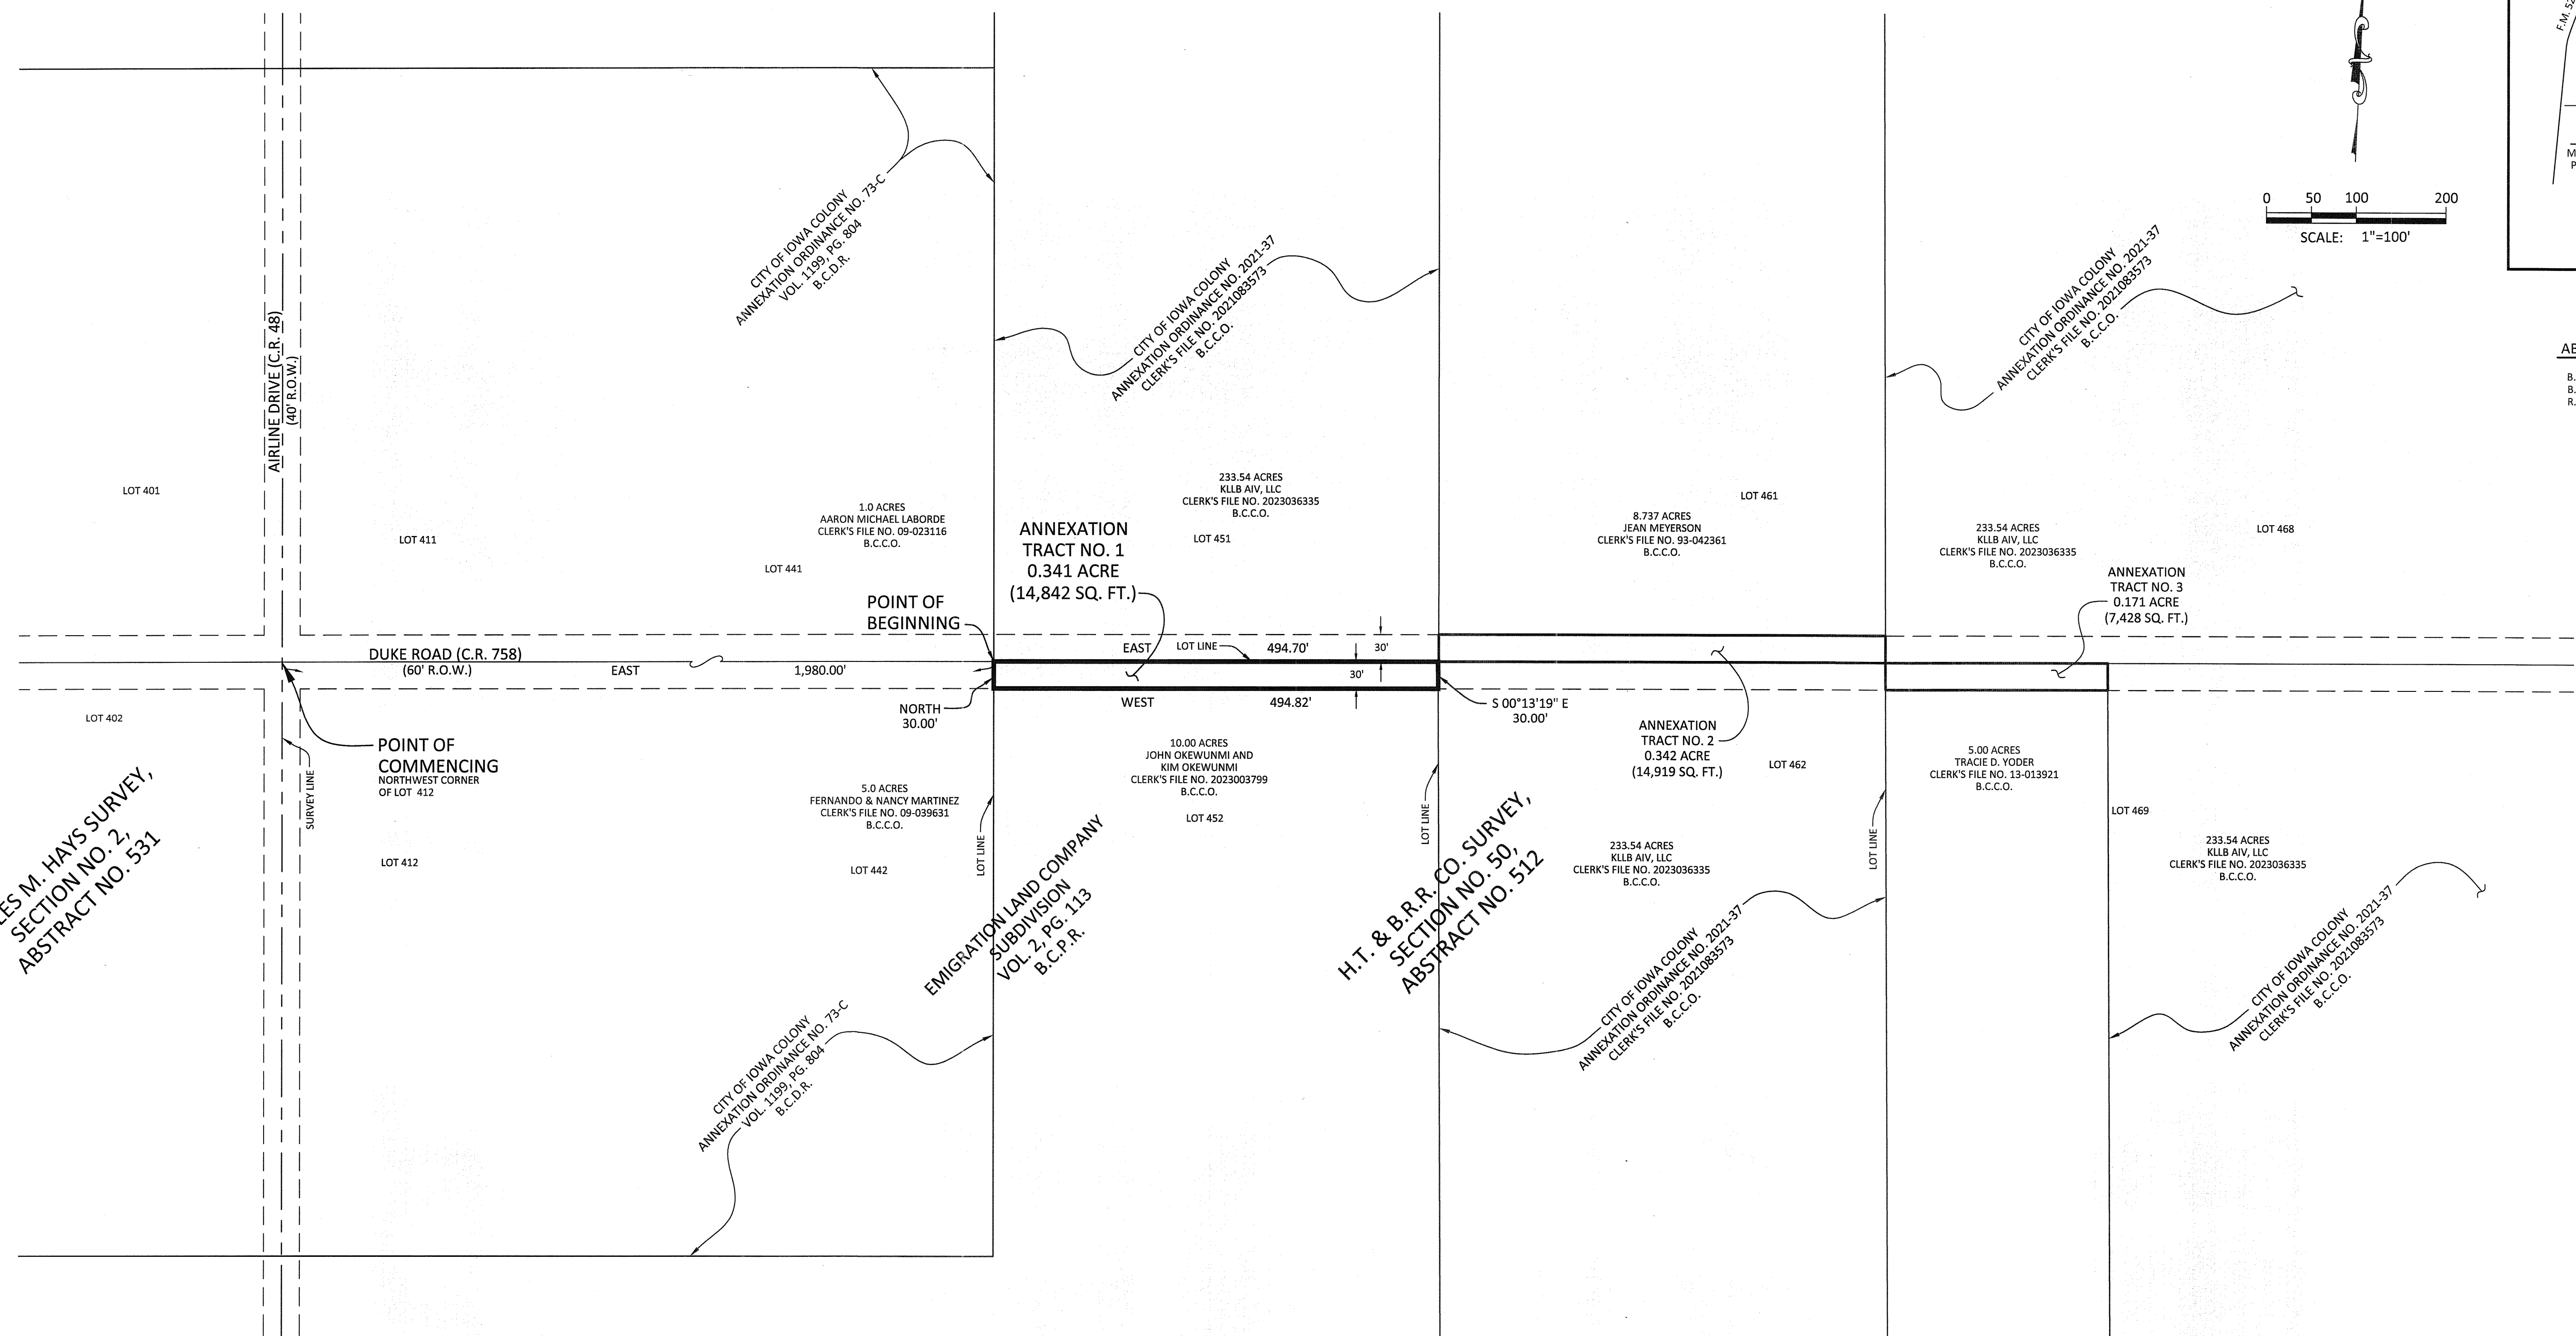 F.M. 52
M
P
0 50 100 200
SCALE: 1"=100'
AB
B.
B.
R.
CITY OF IOWA COLONY
ANNEXATION ORDINANCE NO. 73-C
VOL. 1199, PG. 804
B.C.D.R.
CITY OF IOWA COLONY
ANNEXATION ORDINANCE NO. 2021-37
CLERK'S FILE NO. 2021083573
B.C.C.O.
CITY OF IOWA COLONY
ANNEXATION ORDINANCE NO. 2021-37
CLERK'S FILE NO. 2021083573
B.C.C.O.
AIRLINE DRIVE (C.R. 48)
(40' R.O.W.)
LOT 401
LOT 411
LOT 441
1.0 ACRES
AARON MICHAEL LABORDE
CLERK'S FILE NO. 09-023116
B.C.C.O.
233.54 ACRES
KLLB AIV, LLC
CLERK'S FILE NO. 2023036335
B.C.C.O.
LOT 451
ANNEXATION
TRACT NO. 1
0.341 ACRE
(14,842 SQ. FT.)
LOT 461
8.737 ACRES
JEAN MEYERSON
CLERK'S FILE NO. 93-042361
B.C.C.O.
233.54 ACRES
KLLB AIV, LLC
CLERK'S FILE NO. 2023036335
B.C.C.O.
LOT 468
ANNEXATION
TRACT NO. 3
0.171 ACRE
(7,428 SQ. FT.)
POINT OF
BEGINNING
DUKE ROAD (C.R. 758)
(60' R.O.W.)
EAST 1,980.00'
EAST LOT LINE 494.70' 30'
30'
WEST 494.82'
NORTH
30.00'
S 00°13'19" E
30.00'
LOT 402
POINT OF
COMMENCING
NORTHWEST CORNER
OF LOT 412
SURVEY LINE
LOT 412
5.0 ACRES
FERNANDO & NANCY MARTINEZ
CLERK'S FILE NO. 09-039631
B.C.C.O.
LOT 442
LOT LINE
10.00 ACRES
JOHN OKEWUNMI AND
KIM OKEWUNMI
CLERK'S FILE NO. 2023003799
B.C.C.O.
LOT 452
LOT LINE
ANNEXATION
TRACT NO. 2
0.342 ACRE
(14,919 SQ. FT.)
LOT 462
233.54 ACRES
KLLB AIV, LLC
CLERK'S FILE NO. 2023036335
B.C.C.O.
LOT LINE
5.00 ACRES
TRACIE D. YODER
CLERK'S FILE NO. 13-013921
B.C.C.O.
LOT 469
233.54 ACRES
KLLB AIV, LLC
CLERK'S FILE NO. 2023036335
B.C.C.O.
LES M. HAYS SURVEY,
SECTION NO. 2,
ABSTRACT NO. 531
EMIGRATION LAND COMPANY
SUBDIVISION
VOL. 2, PG. 113
B.C.P.R.
H.T. & B.R.R. CO. SURVEY,
SECTION NO. 50,
ABSTRACT NO. 512
CITY OF IOWA COLONY
ANNEXATION ORDINANCE NO. 73-C
VOL. 1199, PG. 804
B.C.D.R.
CITY OF IOWA COLONY
ANNEXATION ORDINANCE NO. 2021-37
CLERK'S FILE NO. 2021083573
B.C.C.O.
CITY OF IOWA COLONY
ANNEXATION ORDINANCE NO. 2021-37
CLERK'S FILE NO. 2021083573
B.C.C.O.